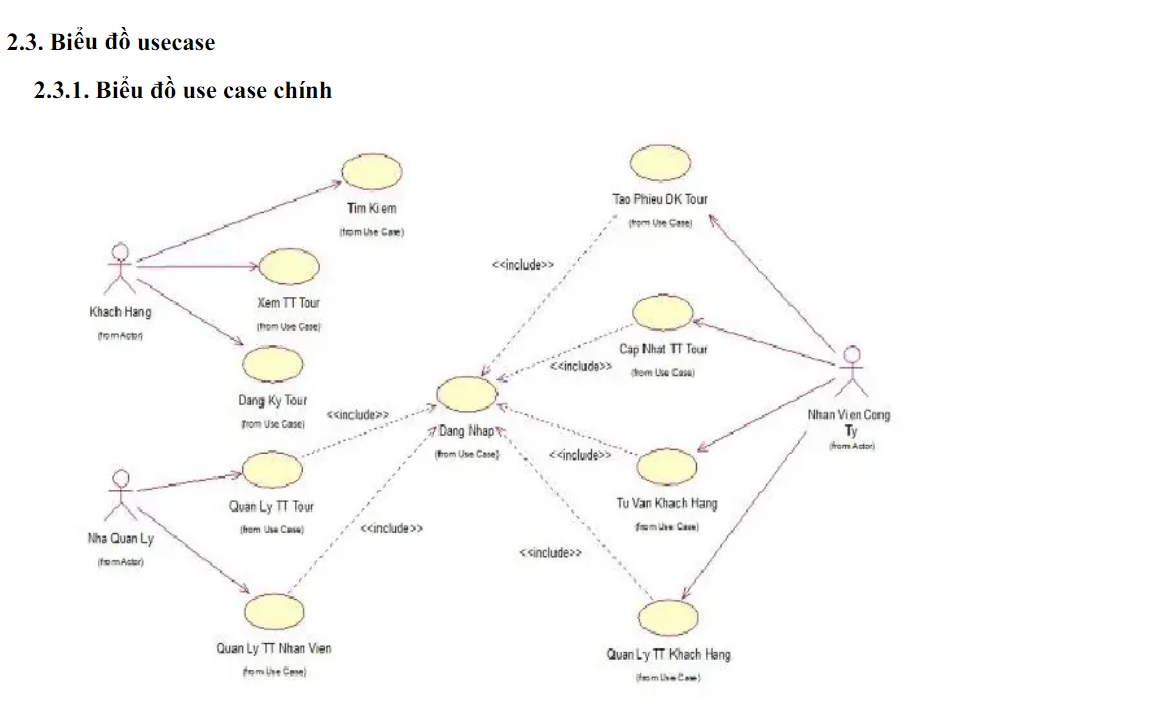 2.3. Biểu đồ usecase
2.3.1. Biểu đồ use case chính
Tim Kiem
(from Use Case)
Tao Phieu DK Tour
(from Use Case)
<<include>>
Khach Hang
(from Actor)
Xem TT Tour
(from Use Case)
Cap Nhat TT Tour
(from Use Case)
<<include>>
Dang Ky Tour
(from Use Case)
<<include>>
Dang Nhap
(from Use Case)
Nhan Vien Cong
Ty
(from Actor)
<<include>>
Quan Ly TT Tour
(from Use Case)
Tu Van Khach Hang
(from Use Case)
Nha Quan Ly
(from Actor)
<<include>>
<<include>>
Quan Ly TT Nhan Vien
(from Use Case)
Quan Ly TT Khach Hang
(from Use Case)